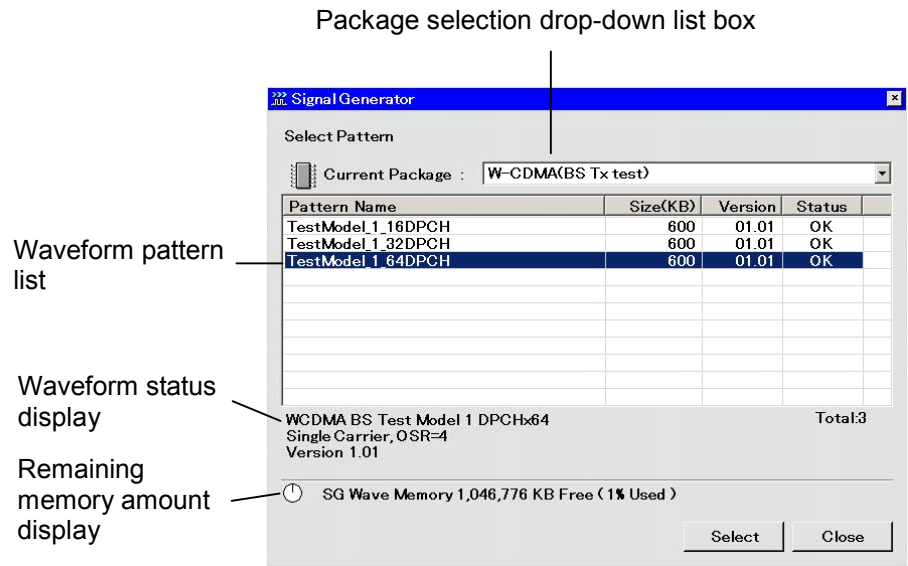 Package selection drop-down list box
Signal Generator
Select Pattern
Current Package : W-CDMA(BS Tx test)
Pattern Name Size(KB) Version Status
TestModel_1_16DPCH 600 01.01 OK
TestModel_1_32DPCH 600 01.01 OK
TestModel_1_64DPCH 600 01.01 OK
Waveform pattern
list
Waveform status
display
WCDMA BS Test Model 1 DPCHx64 Total:3
Single Carrier, OSR=4
Version 1.01
Remaining
memory amount
display
SG Wave Memory 1,046,776 KB Free ( 1% Used )
Select Close